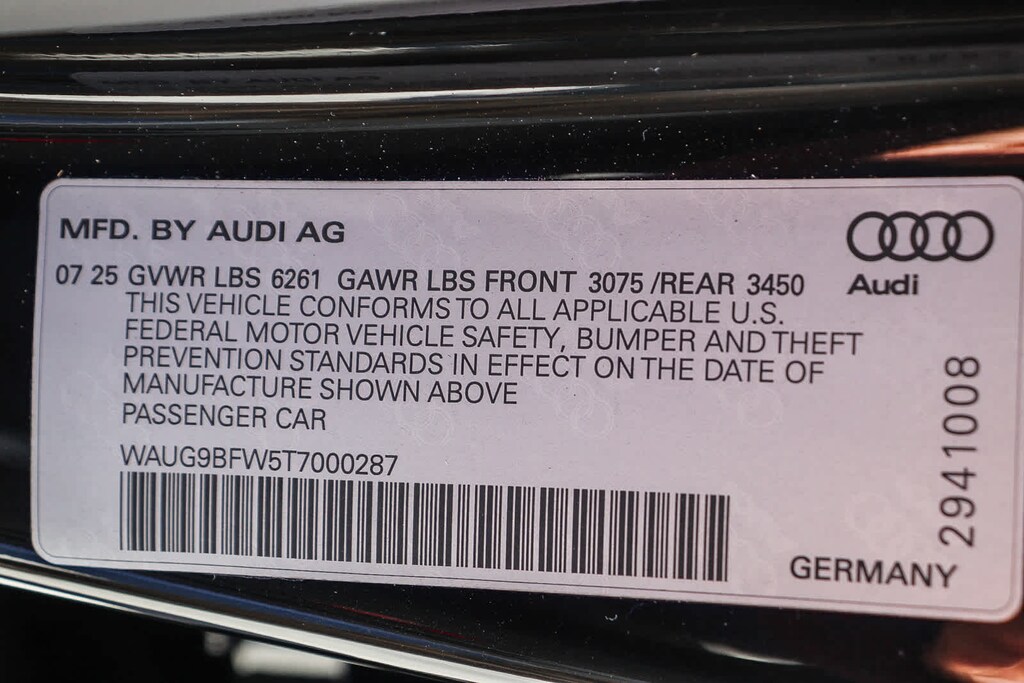 MFD. BY AUDI AG
Audi
07 25 GVWR LBS 6261 GAWR LBS FRONT 3075 /REAR 3450
THIS VEHICLE CONFORMS TO ALL APPLICABLE U.S.
FEDERAL MOTOR VEHICLE SAFETY, BUMPER AND THEFT
PREVENTION STANDARDS IN EFFECT ON THE DATE OF
MANUFACTURE SHOWN ABOVE
PASSENGER CAR
WAUG9BFW5T7000287
2941008
GERMANY